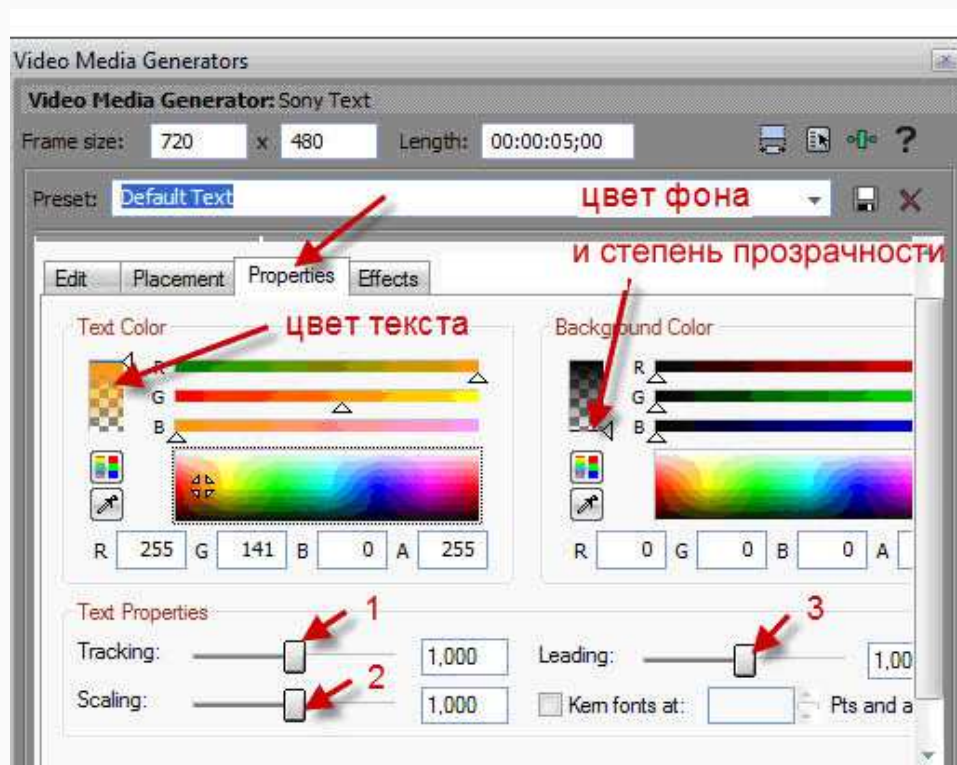 Video Media Generators
Video Media Generator: Sony Text
Frame size: 720 x 480 Length: 00:00:05;00 ?
Preset: Default Text цвет фона
и степень прозрачности
Edit Placement Properties Effects
Text Color цвет текста Background Color
R R
G G
B B
R 255 G 141 B 0 A 255 R 0 G 0 B 0 A
Text Properties 1 3
Tracking: 1,000 Leading: 1,00
Scaling: 2 1,000 Kern fonts at: Pts and a